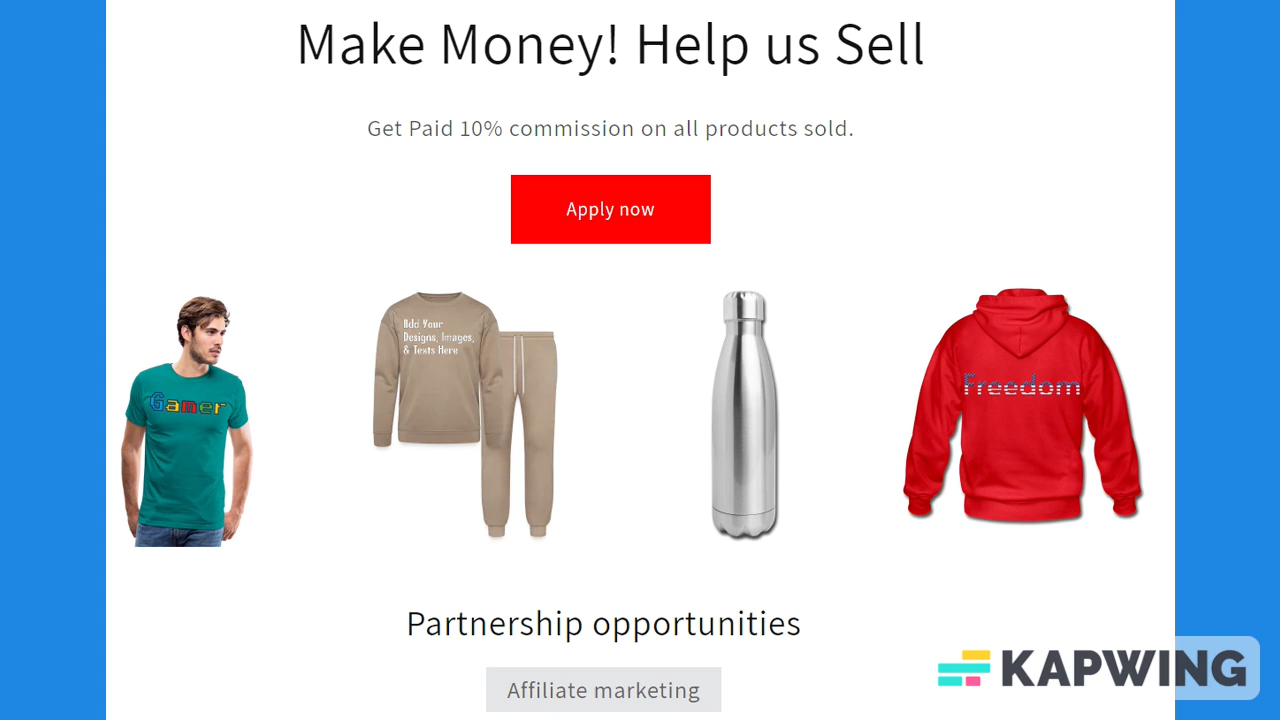 Make Money! Help us Sell
Get Paid 10% commission on all products sold.
Apply now
Gamer
Add Your
Designs, Images,
& Texts Here
Freedom
Partnership opportunities
Affiliate marketing
KAPWING